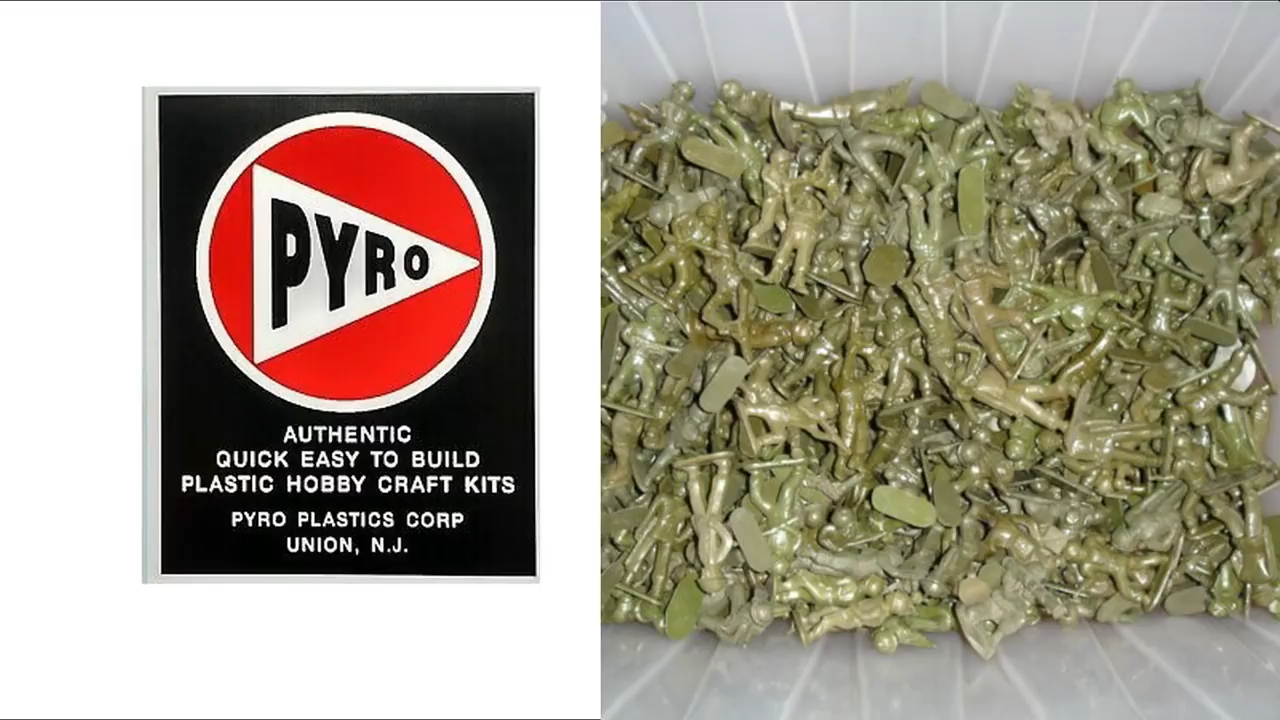 PYRO
AUTHENTIC
QUICK EASY TO BUILD
PLASTIC HOBBY CRAFT KITS
PYRO PLASTICS CORP
UNION, N.J.